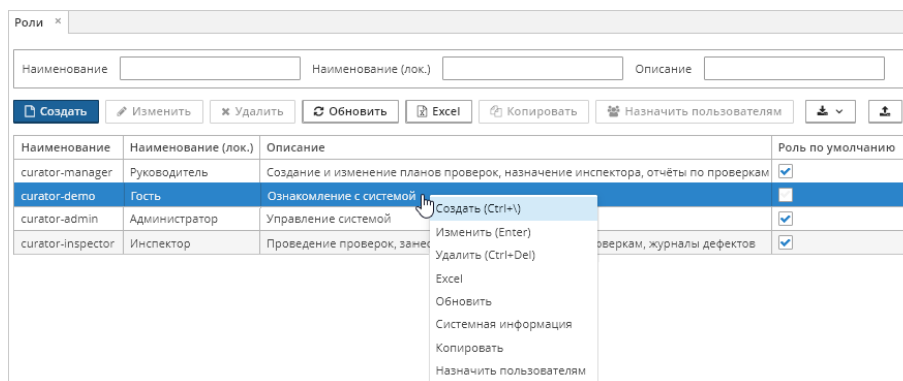 Роли ×
Наименование Наименование (лок.) Описание
Создать Изменить Удалить Обновить Excel Копировать Назначить пользователям
Наименование Наименование (лок.) Описание Роль по умолчанию
curator-manager Руководитель Создание и изменение планов проверок, назначение инспектора, отчёты по проверкам
curator-demo Гость Ознакомление с системой
curator-admin Администратор Управление системой
curator-inspector Инспектор Проведение проверок, журналы дефектов
Создать (Ctrl+\)
Изменить (Enter)
Удалить (Ctrl+Del)
Excel
Обновить
Системная информация
Копировать
Назначить пользователям